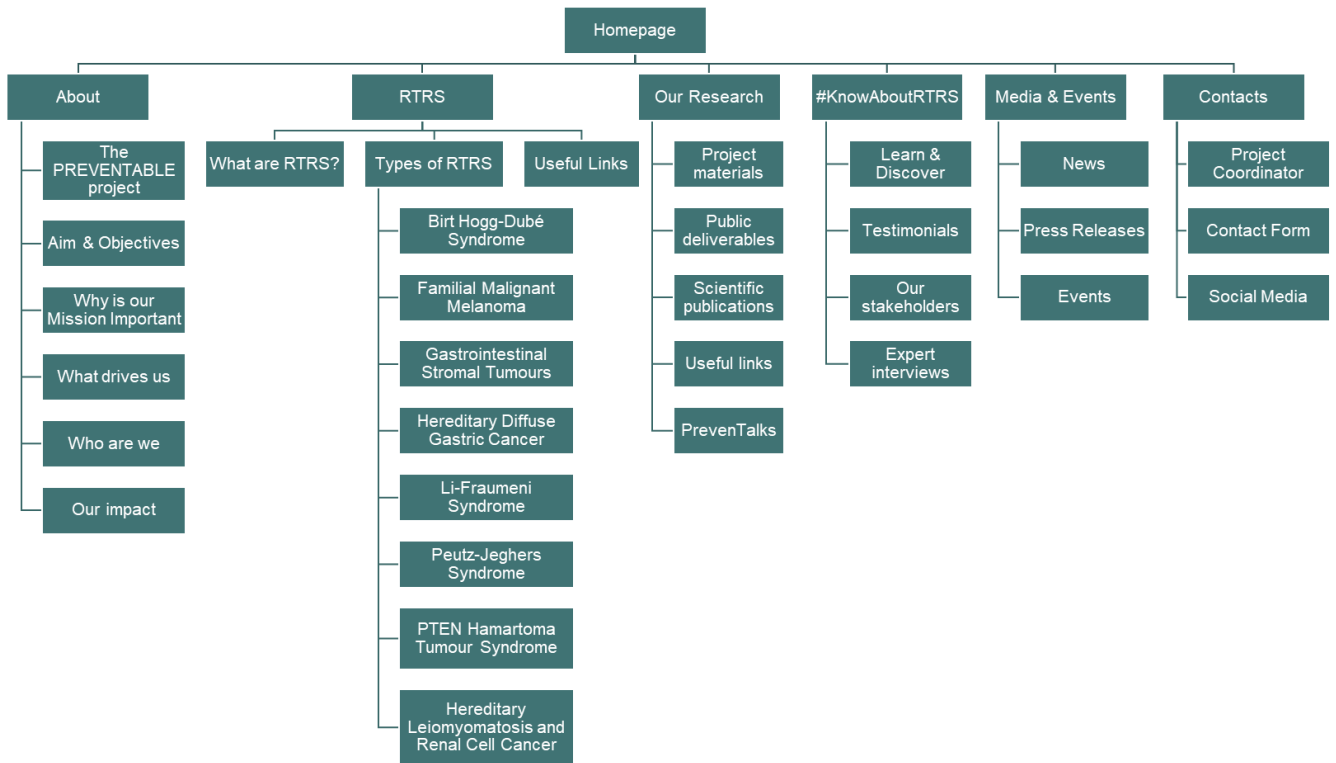 Homepage
About
RTRS
Our Research
#KnowAboutRTRS
Media & Events
Contacts
The
PREVENTABLE
project
Aim & Objectives
Why is our
Mission Important
What drives us
Who are we
Our impact
What are RTRS?
Types of RTRS
Useful Links
Birt Hogg-Dubé
Syndrome
Familial Malignant
Melanoma
Gastrointestinal
Stromal Tumours
Hereditary Diffuse
Gastric Cancer
Li-Fraumeni
Syndrome
Peutz-Jeghers
Syndrome
PTEN Hamartoma
Tumour Syndrome
Hereditary
Leiomyomatosis and
Renal Cell Cancer
Project
materials
Public
deliverables
Scientific
publications
Useful links
PrevenTalks
Learn &
Discover
Testimonials
Our
stakeholders
Expert
interviews
News
Press Releases
Events
Project
Coordinator
Contact Form
Social Media